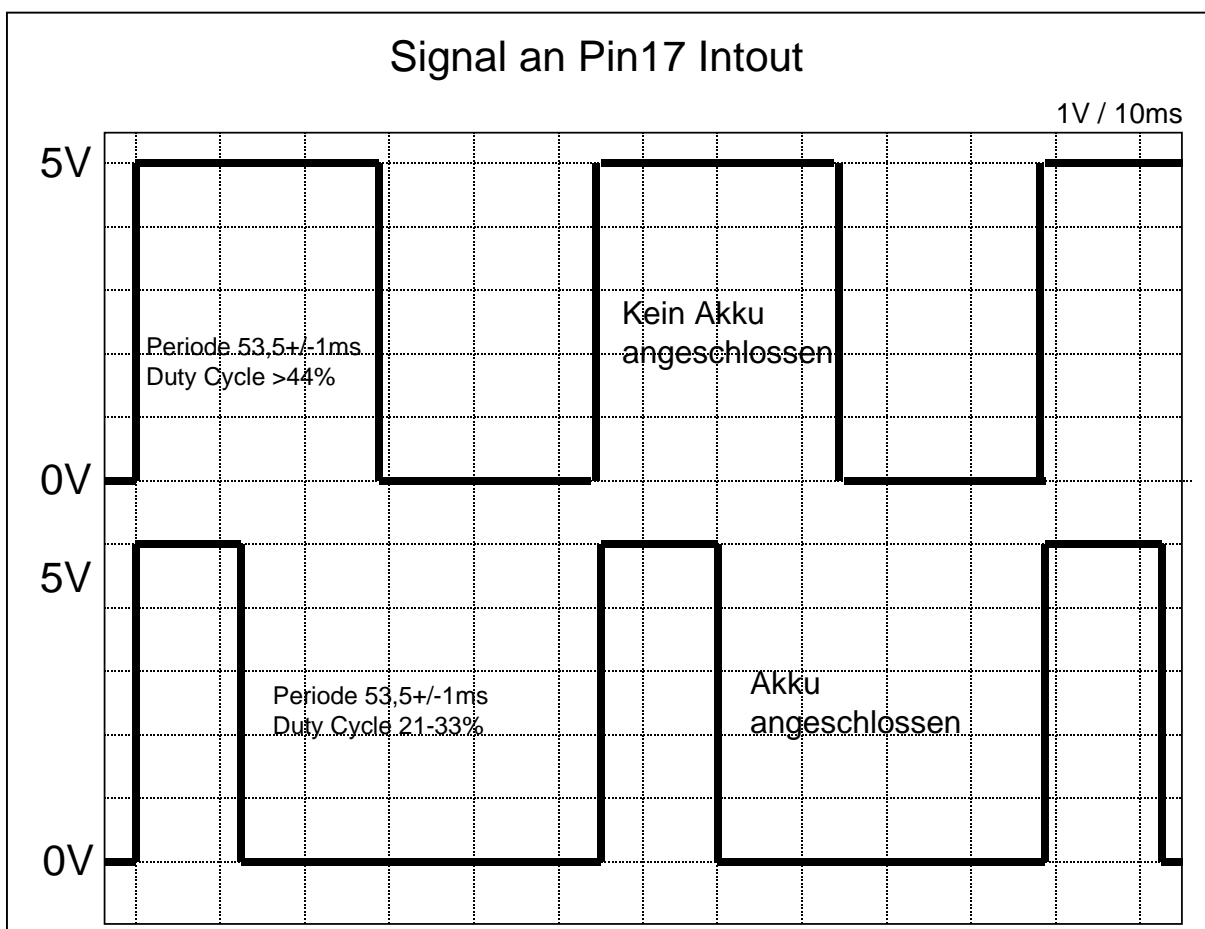 Signal an Pin17 Intout
1V / 10ms
5V
Kein Akku
angeschlossen
Periode 53,5+/-1ms
Duty Cycle >44%
0V
5V
Akku
angeschlossen
Periode 53,5+/-1ms
Duty Cycle 21-33%
0V